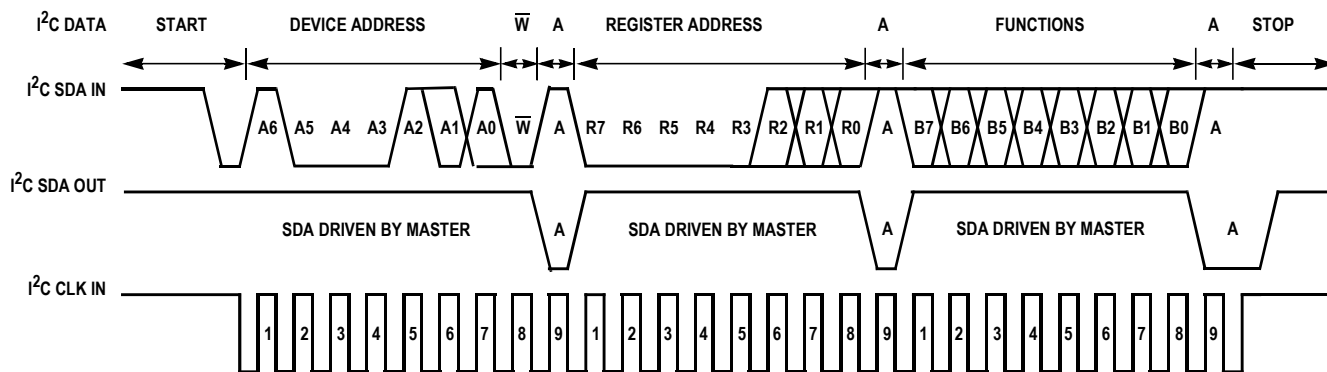 I²C DATA START DEVICE ADDRESS W̅ A REGISTER ADDRESS A FUNCTIONS A STOP
I²C SDA IN A6 A5 A4 A3 A2 A1 A0 W̅ A R7 R6 R5 R4 R3 R2 R1 R0 A B7 B6 B5 B4 B3 B2 B1 B0 A
I²C SDA OUT
SDA DRIVEN BY MASTER A SDA DRIVEN BY MASTER A SDA DRIVEN BY MASTER A
I²C CLK IN
1 2 3 4 5 6 7 8 9 1 2 3 4 5 6 7 8 9 1 2 3 4 5 6 7 8 9